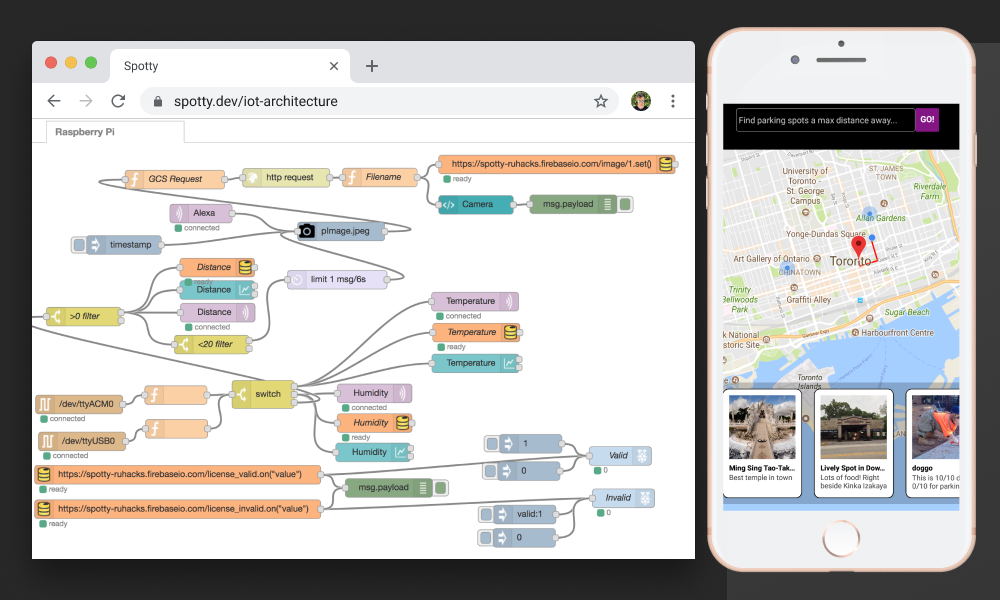 Spotty
spotty.dev/iot-architecture
Raspberry Pi
GCS Request
http request
Filename
https://spotty-ruhacks.firebaseio.com/image/1.set()
ready
Camera
msg.payload
Alexa
connected
timestamp
pImage.jpeg
Distance
ready
Distance
limit 1 msg/6s
Distance
connected
>0 filter
<20 filter
Temperature
connected
Temperature
ready
Temperature
switch
/dev/ttyACM0
connected
/dev/ttyUSB0
connected
Humidity
connected
Humidity
ready
Humidity
https://spotty-ruhacks.firebaseio.com/license_valid.on("value")
ready
msg.payload
https://spotty-ruhacks.firebaseio.com/license_invalid.on("value")
ready
1
0
Valid
0
valid:1
0
Invalid
0
Find parking spots a max distance away...
GO!
University of
Toronto -
St. George
Campus
ST. JAMES
TOWN
Riverdale
Farm
Allan Gardens
Yonge-Dundas Square
Art Gallery of Ontario
Toronto
CHINATOWN
Trinity
Bellwoods
Park
Graffiti Alley
Sugar Beach
k National
storic Site
Harbourfront Centre
Toronto
Islands
Ming Sing Tao-Tak...
Best temple in town
Lively Spot in Dow...
Lots of food! Right
beside Kinka Izakaya
doggo
This is 10/10 d
0/10 for parkin